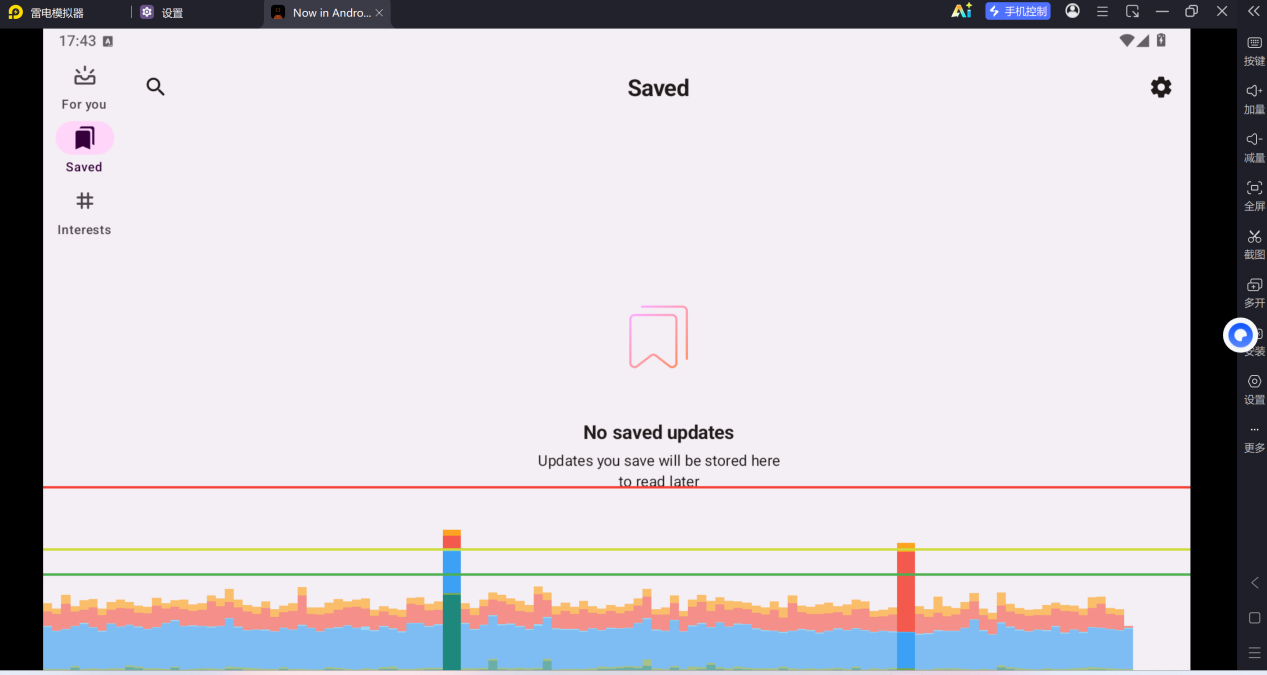 雷电模拟器
设置
Now in Andro...
手机控制
17:43
A
For you
Saved
Interests
Saved
No saved updates
Updates you save will be stored here
to read later
按键
加量
减量
全屏
截图
多开
安装
设置
更多